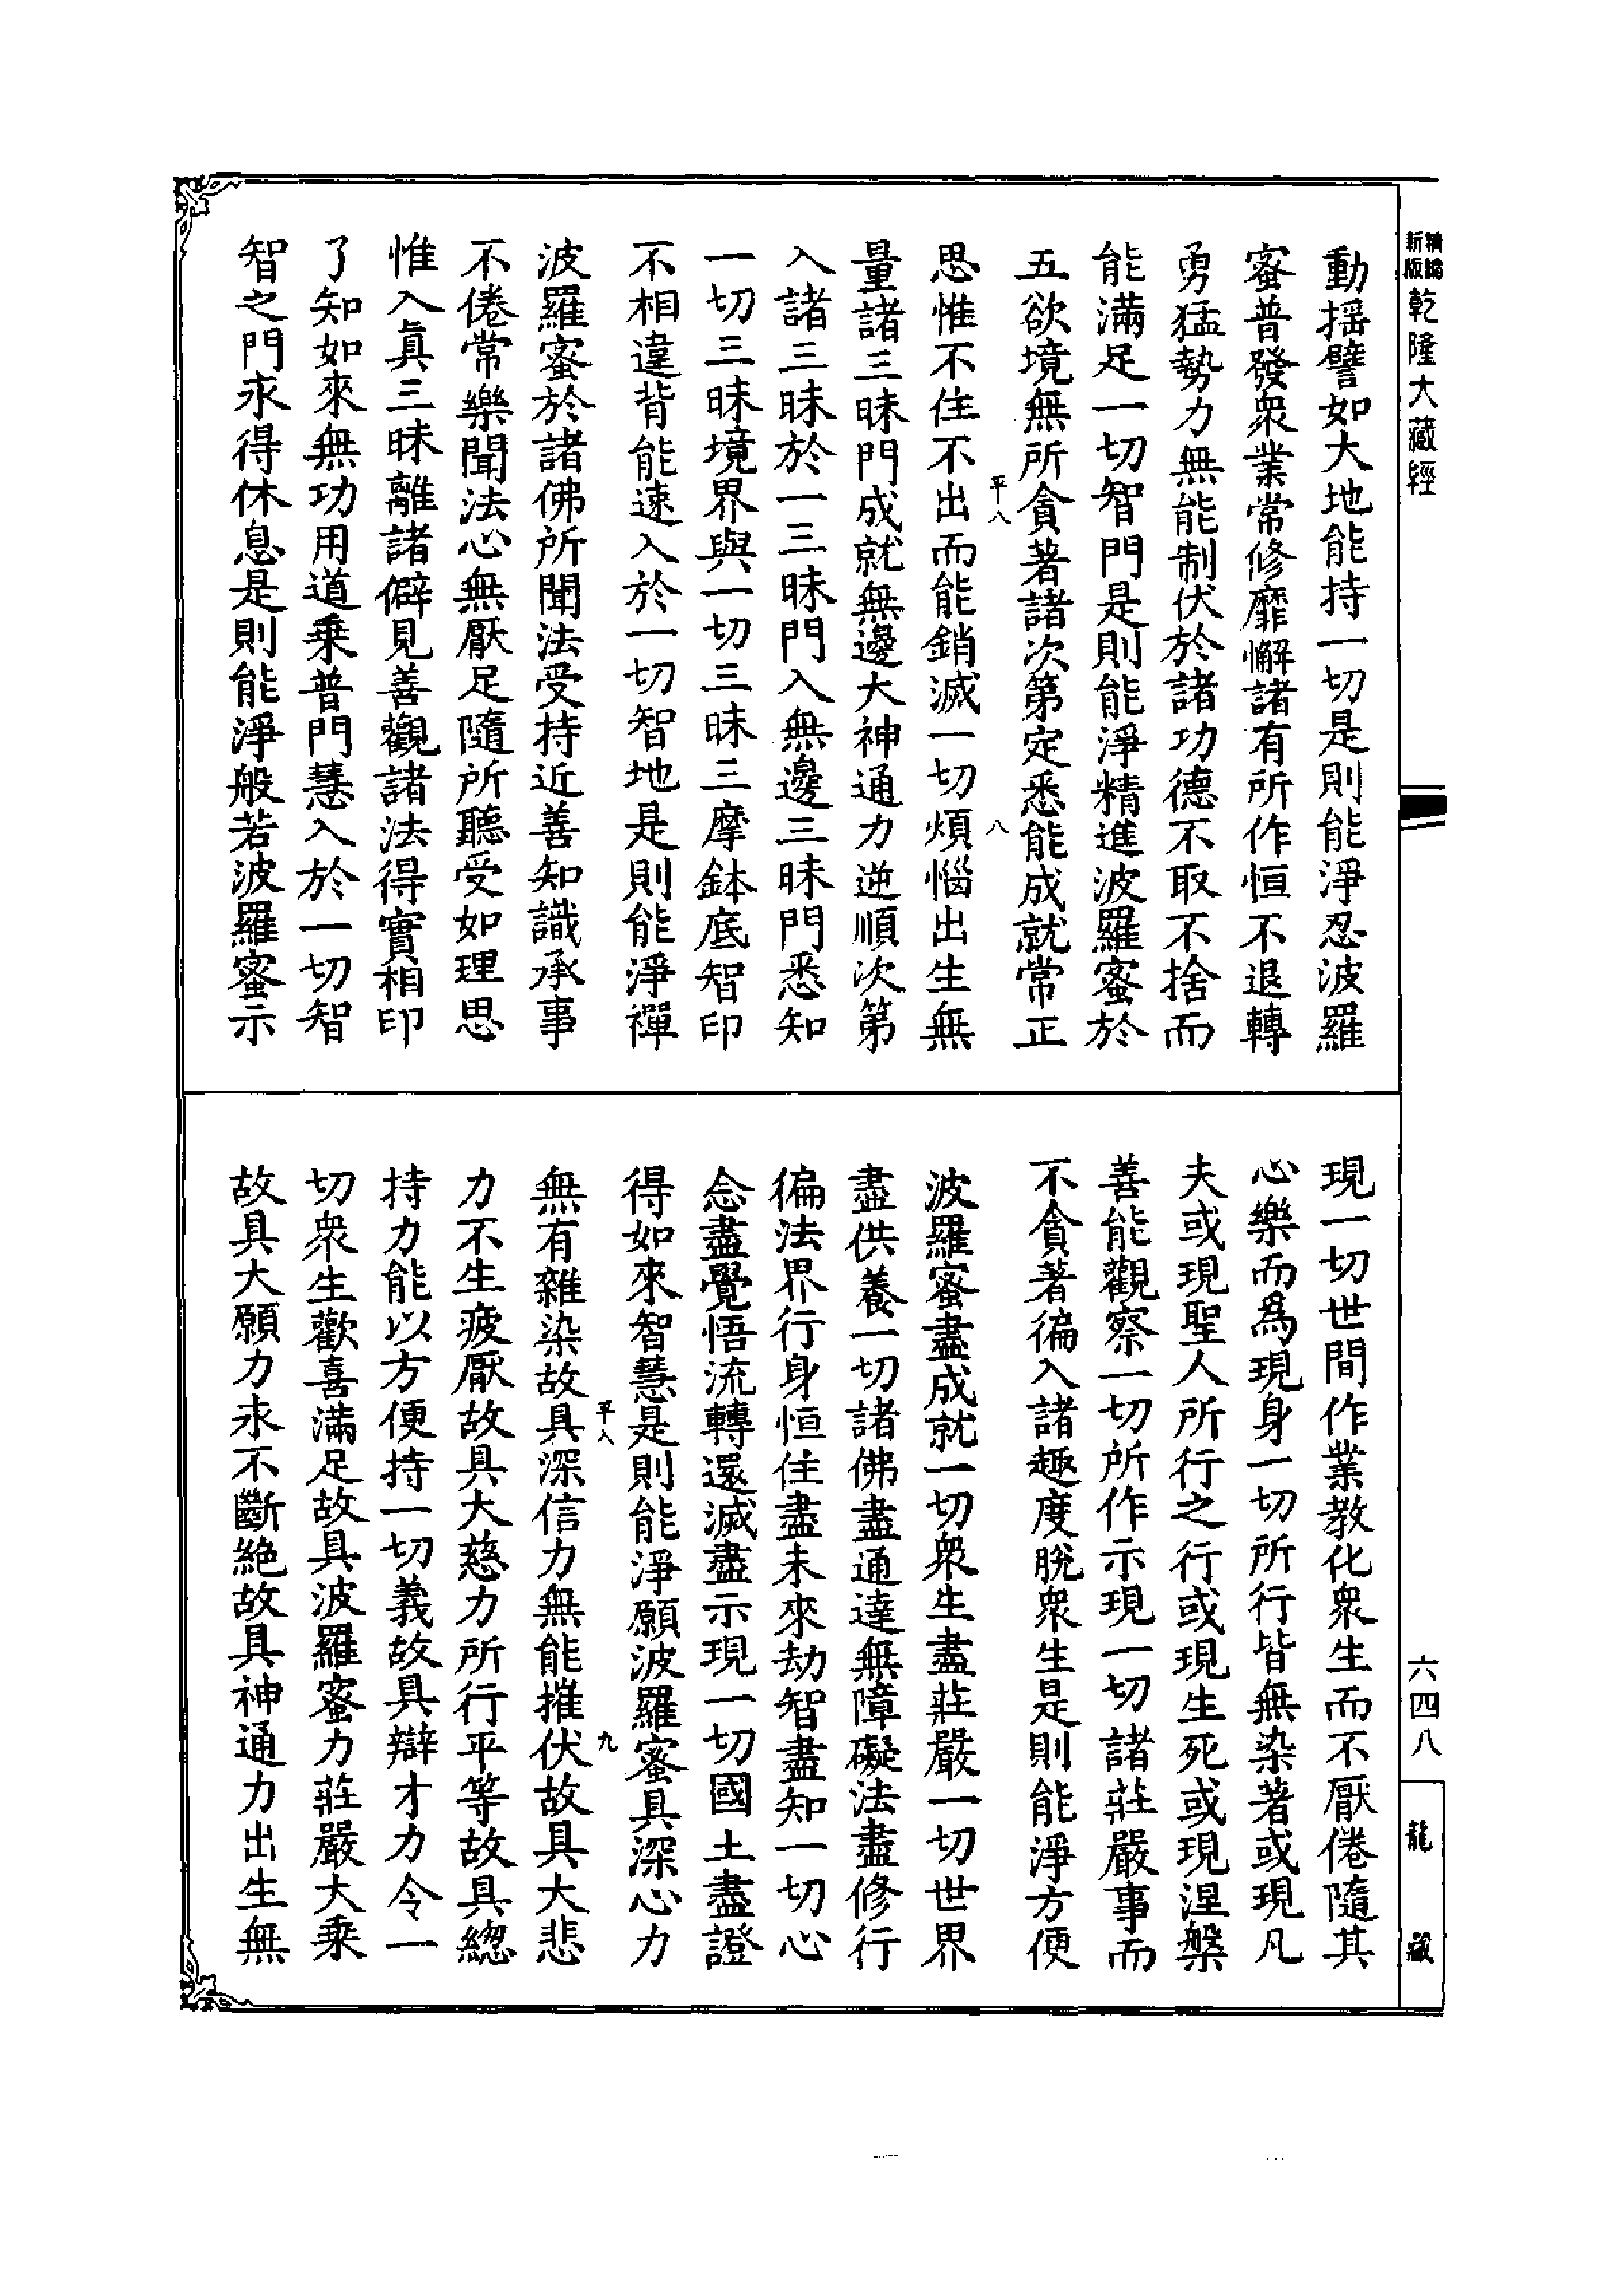 精縮新版乾隆大藏經
動搖譬如大地能持一切是則能淨忍波羅
蜜普發眾業常修靡懈諸有所作恒不退轉
勇猛勢力無能制伏於諸功德不取不捨而
能滿足一切智門是則能淨精進波羅蜜於
五欲境無所貪著諸次第定悉能成就常正
平八 八
思惟不住不出而能銷滅一切煩惱出生無
量諸三昧門成就無邊大神通力逆順次第
入諸三昧於一三昧門入無邊三昧門悉知
一切三昧境界與一切三昧三摩鉢底智印
不相違背能速入於一切智地是則能淨禪
波羅蜜於諸佛所聞法受持近善知識承事
不倦常樂聞法心無厭足隨所聽受如理思
惟入真三昧離諸僻見善觀諸法得實相印
了知如來無功用道乘普門慧入於一切智
智之門永得休息是則能淨般若波羅蜜示
六四八
龍藏
現一切世間作業教化眾生而不厭倦隨其
心樂而為現身一切所行皆無染著或現凡
夫或現聖人所行之行或現生死或現涅槃
善能觀察一切所作示現一切諸莊嚴事而
不貪著徧入諸趣度脫眾生是則能淨方便
波羅蜜盡成就一切眾生盡莊嚴一切世界
盡供養一切諸佛盡通達無障礙法盡修行
徧法界行身恒住盡未來劫智盡知一切心
念盡覺悟流轉還滅盡示現一切國土盡證
得如來智慧是則能淨願波羅蜜具深心力
平八 九
無有雜染故具深信力無能摧伏故具大悲
力不生疲厭故具大慈力所行平等故具總
持力能以方便持一切義故具辯才力令一
切眾生歡喜滿足故具波羅蜜力莊嚴大乘
故具大願力永不斷絕故具神通力出生無